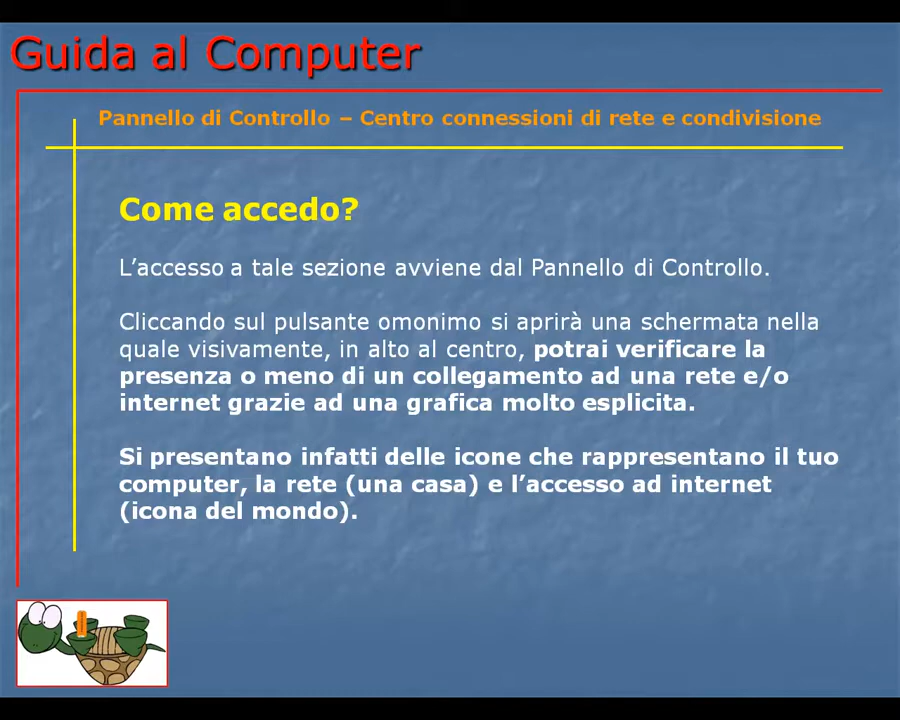 Guida al Computer
Pannello di Controllo – Centro connessioni di rete e condivisione
Come accedo?
L’accesso a tale sezione avviene dal Pannello di Controllo.
Cliccando sul pulsante omonimo si aprirà una schermata nella
quale visivamente, in alto al centro, potrai verificare la
presenza o meno di un collegamento ad una rete e/o
internet grazie ad una grafica molto esplicita.
Si presentano infatti delle icone che rappresentano il tuo
computer, la rete (una casa) e l’accesso ad internet
(icona del mondo).